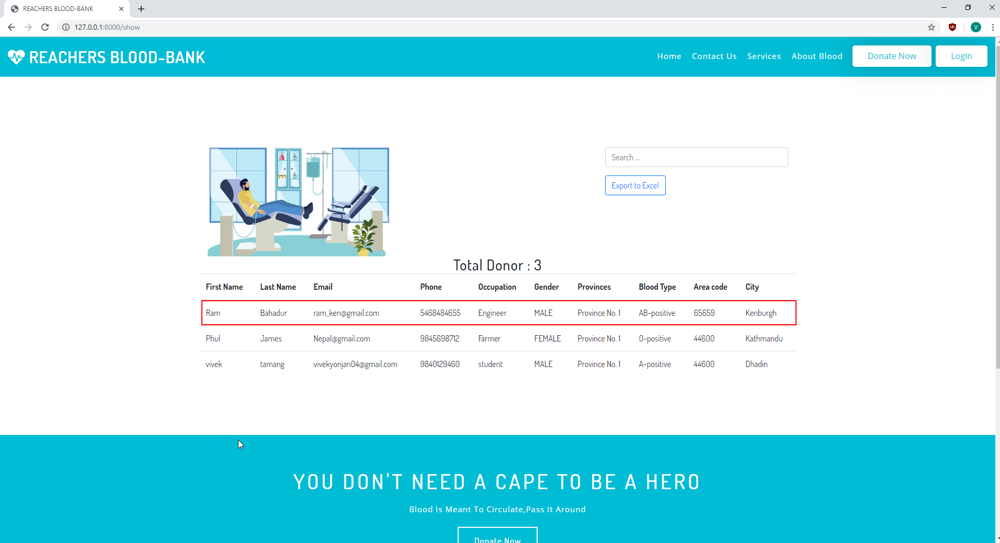 REACHERS BLOOD-BANK
127.0.0.1:8000/show
V
REACHERS BLOOD-BANK
Home Contact Us Services About Blood Donate Now Login
Search ...
Export to Excel
Total Donor : 3
First Name Last Name Email Phone Occupation Gender Provinces Blood Type Area code City
Ram Bahadur ram_ken@gmail.com 5468484655 Engineer MALE Province No. 1 AB-positive 65659 Kenburgh
Phul James Nepal@gmail.com 9845698712 Farmer FEMALE Province No. 1 O-positive 44600 Kathmandu
vivek tamang vivekyonjan04@gmail.com 9840129460 student MALE Province No. 1 A-positive 44600 Dhadin
YOU DON'T NEED A CAPE TO BE A HERO
Blood Is Meant To Circulate,Pass It Around
Donate Now